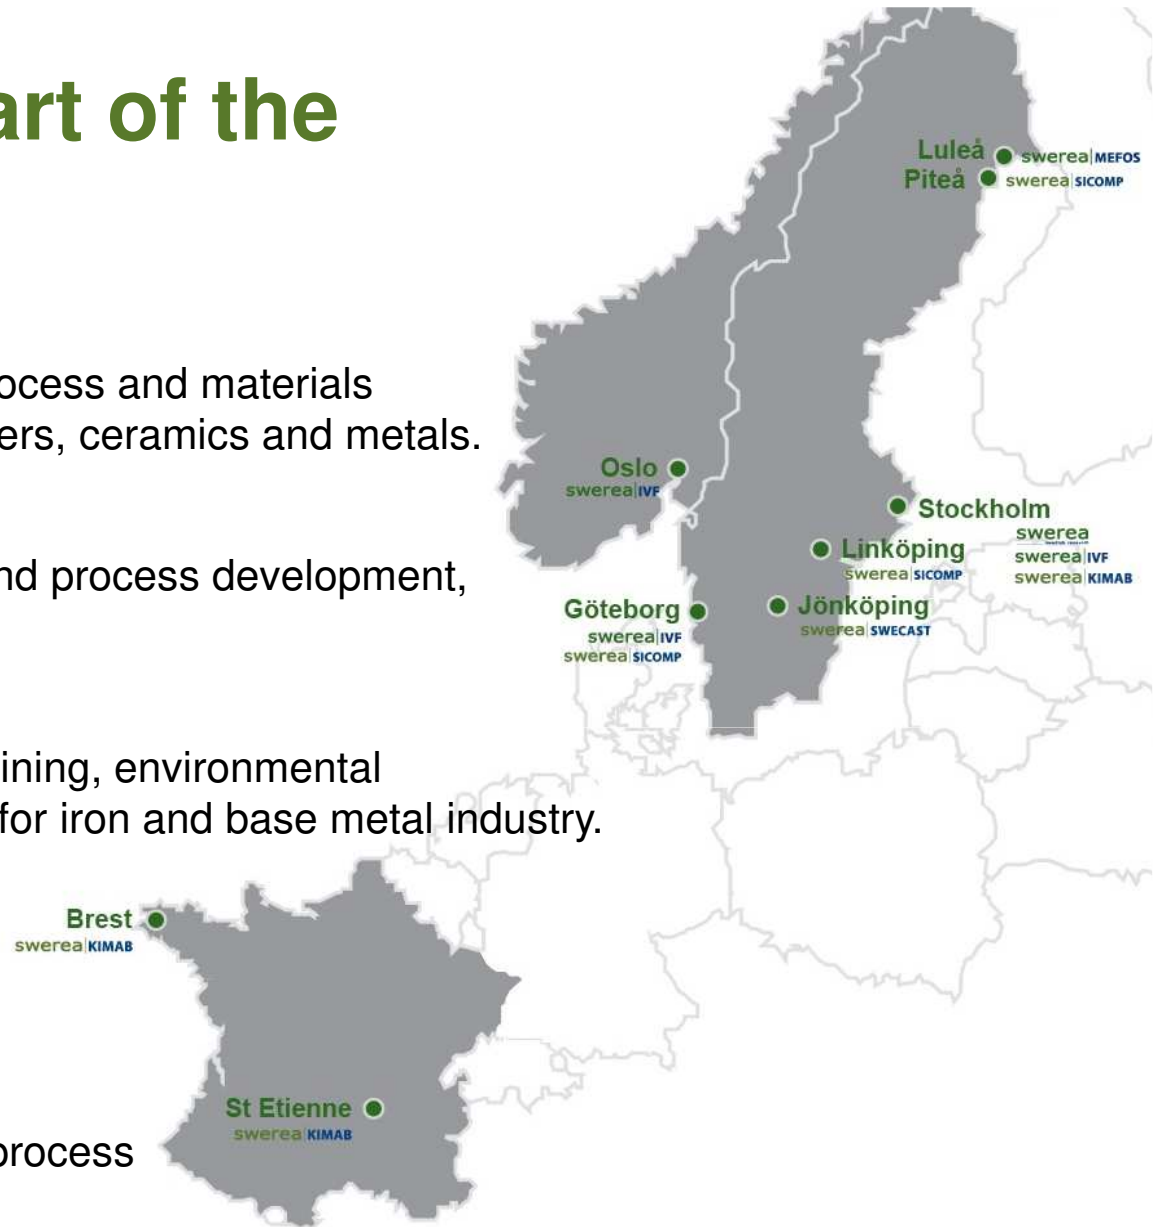 art of the
Luleå swerea|MEFOS
Piteå swerea|SICOMP
ocess and materials
ers, ceramics and metals.
Oslo
swerea|IVF
Stockholm
swerea
swerea|IVF
swerea|KIMAB
Linköping
swerea|SICOMP
nd process development,
Göteborg
swerea|IVF
swerea|SICOMP
Jönköping
swerea|SWECAST
ining, environmental
for iron and base metal industry.
Brest
swerea|KIMAB
St Etienne
swerea|KIMAB
process